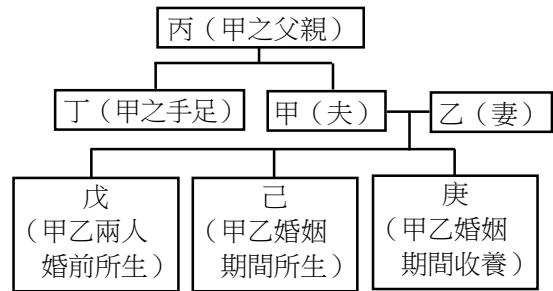 丙（甲之父親）
丁（甲之手足）
甲（夫）
乙（妻）
戊
（甲乙兩人
婚前所生）
己
（甲乙婚姻
期間所生）
庚
（甲乙婚姻
期間收養）